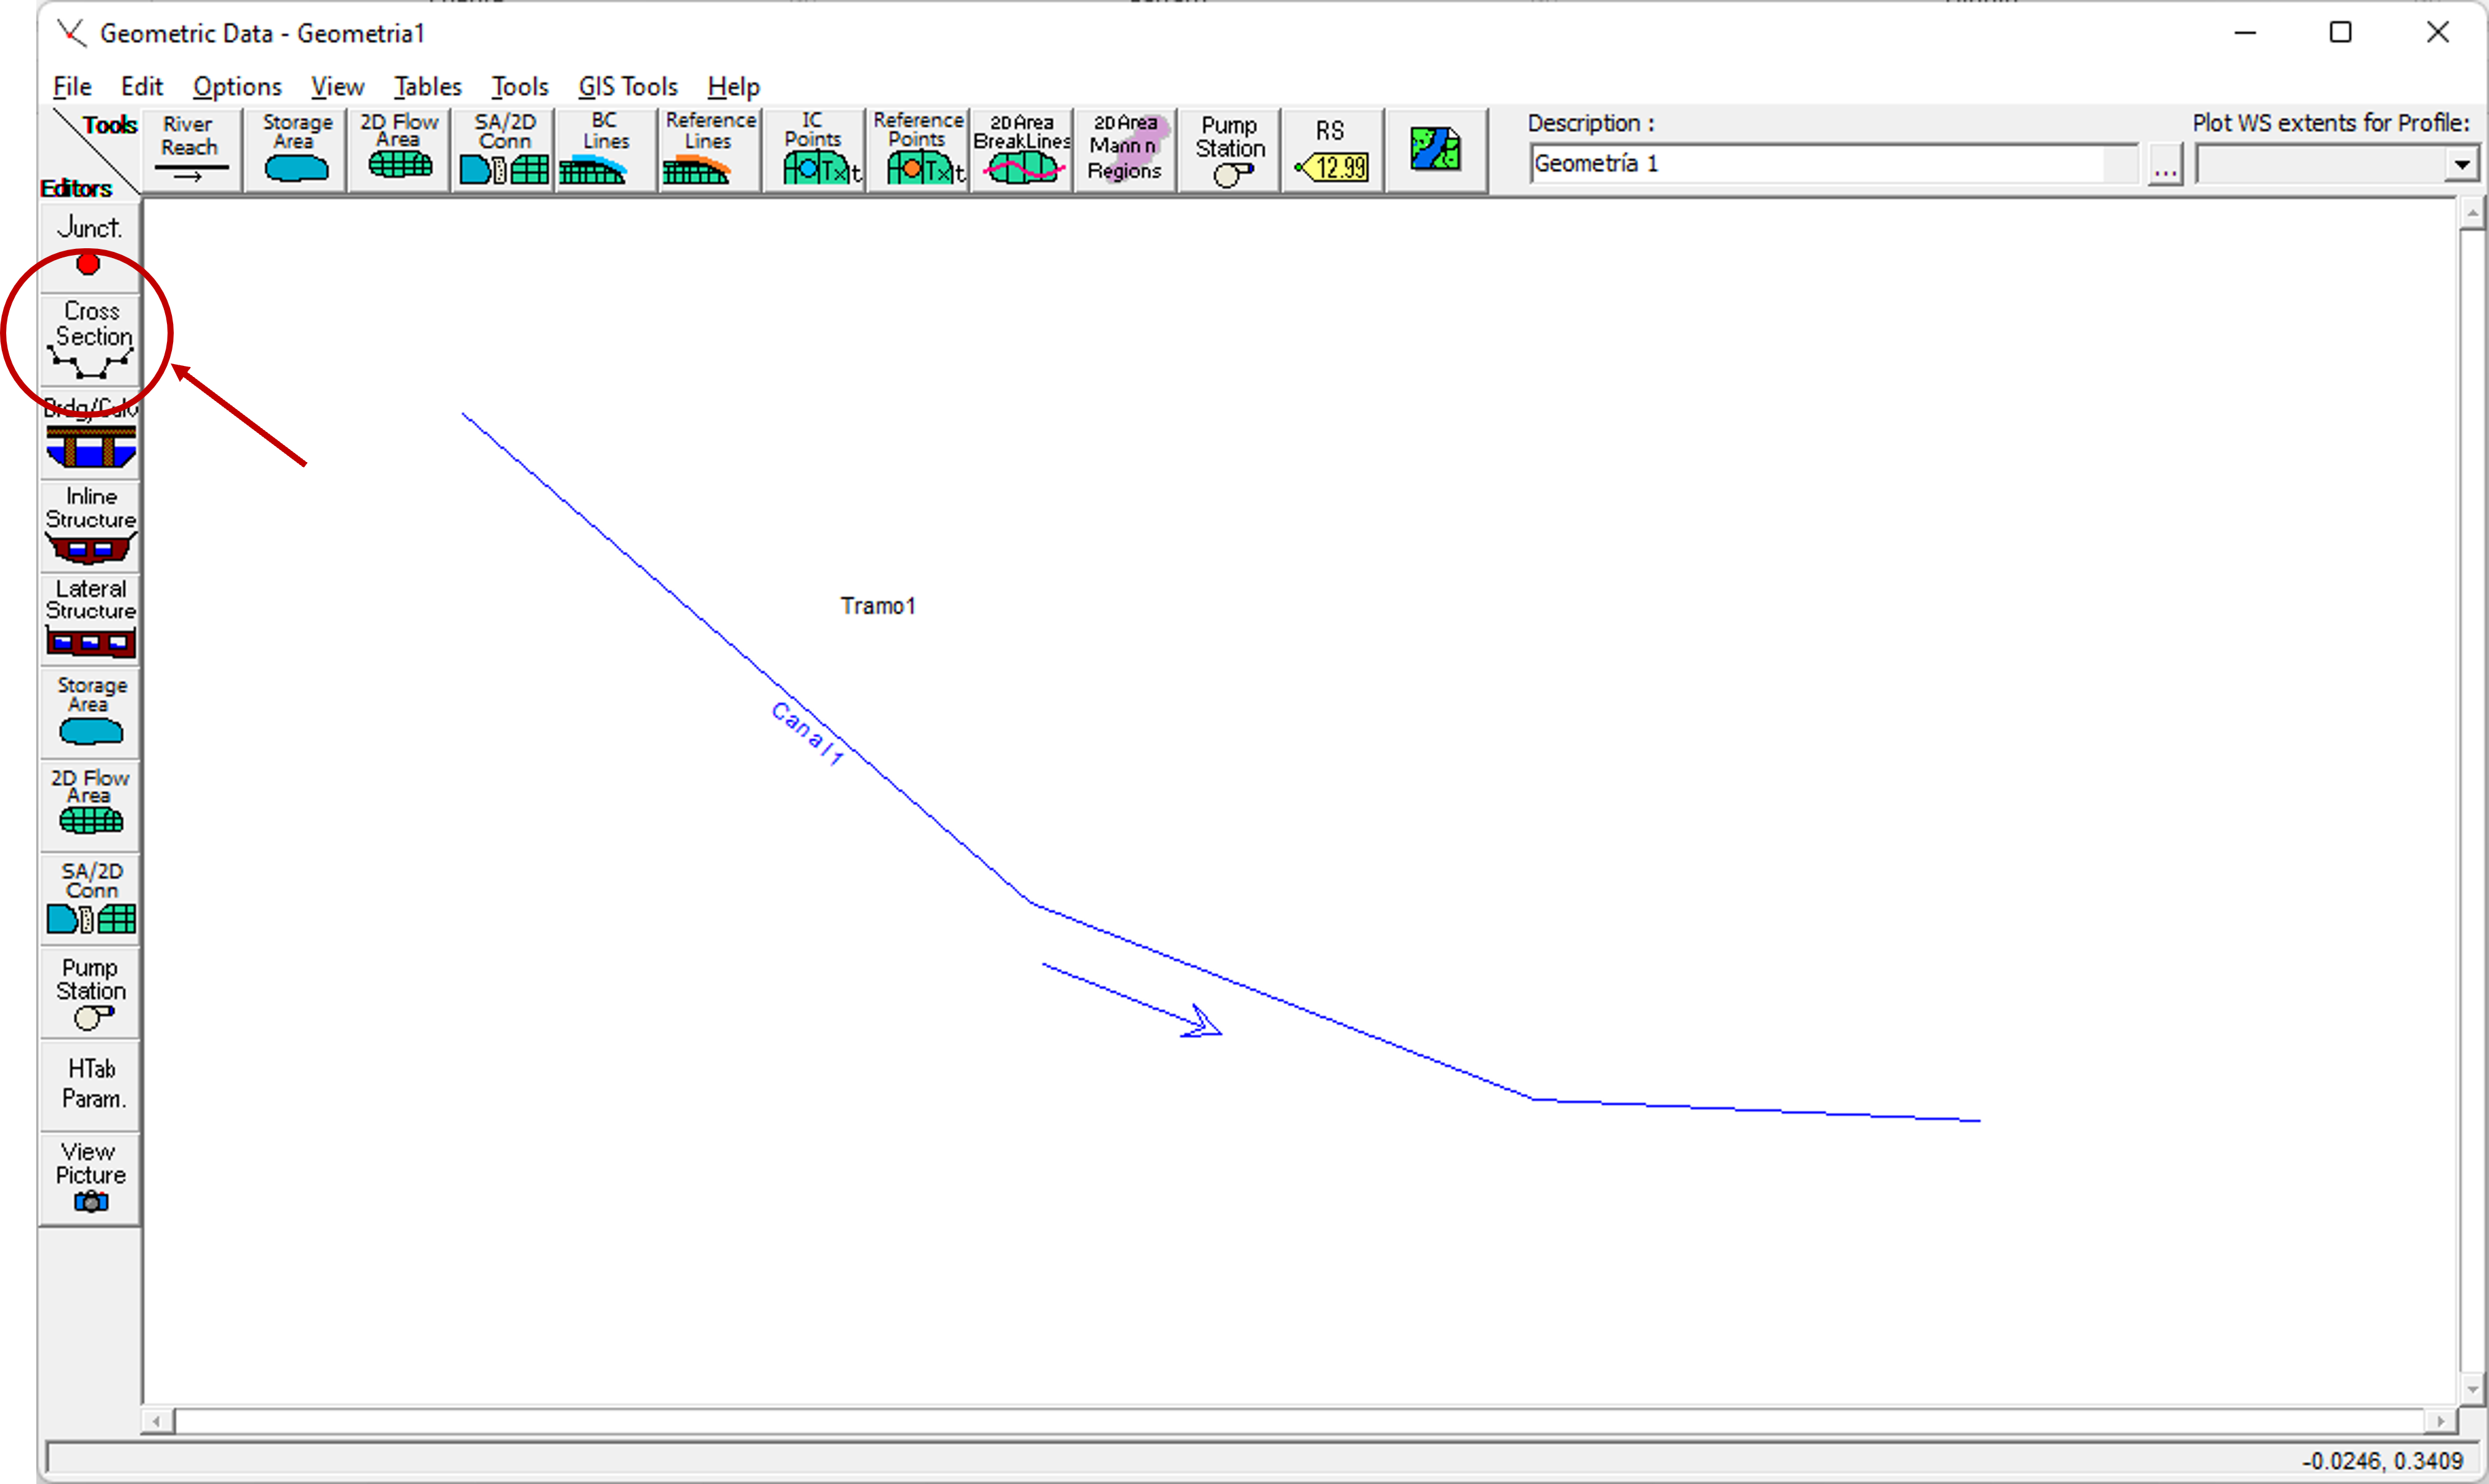 Geometric Data - Geometria1
File Edit Options View Tables Tools GIS Tools Help
Tools
Editors
River
Reach
Storage
Area
2D Flow
Area
SA/2D
Conn
BC
Lines
Reference
Lines
IC
Points
Reference
Points
2D Area
BreakLines
2D Area
Mann n
Regions
Pump
Station
RS
12.99
Description :
Geometría 1
...
Plot WS extents for Profile:
Junct.
Cross
Section
Brdg/Culv
Inline
Structure
Lateral
Structure
Storage
Area
2D Flow
Area
SA/2D
Conn
Pump
Station
HTab
Param.
View
Picture
Tramo1
Canal1
-0.0246, 0.3409